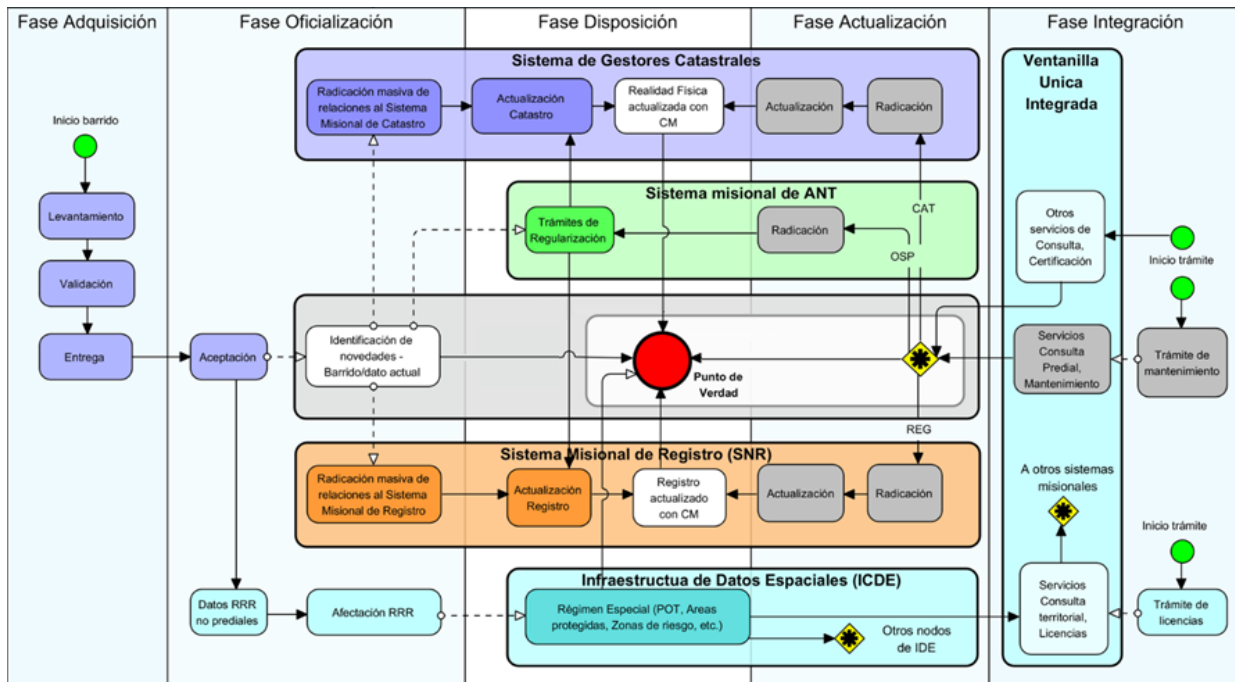 Fase Adquisición
Fase Oficialización
Fase Disposición
Fase Actualización
Fase Integración
Sistema de Gestores Catastrales
Radicación masiva de
relaciones al Sistema
Misional de Catastro
Actualización
Catastro
Realidad Física
actualizada con
CM
Actualización
Radicación
Ventanilla
Unica
Integrada
Inicio barrido
Levantamiento
Validación
Entrega
Sistema misional de ANT
Trámites de
Regularización
Radicación
CAT
OSP
Otros
servicios de
Consulta,
Certificación
Inicio trámite
Aceptación
Identificación de
novedades -
Barrido/dato actual
Punto de
Verdad
Servicios
Consulta
Predial,
Mantenimiento
Trámite de
mantenimiento
REG
Sistema Misional de Registro (SNR)
Radicación masiva de
relaciones al Sistema
Misional de Registro
Actualización
Registro
Registro
actualizado
con CM
Actualización
Radicación
A otros sistemas
misionales
Inicio trámite
Infraestructua de Datos Espaciales (ICDE)
Datos RRR
no prediales
Afectación RRR
Régimen Especial (POT, Areas
protegidas, Zonas de riesgo, etc.)
Otros nodos
de IDE
Servicios
Consulta
territorial,
Licencias
Trámite de
licencias